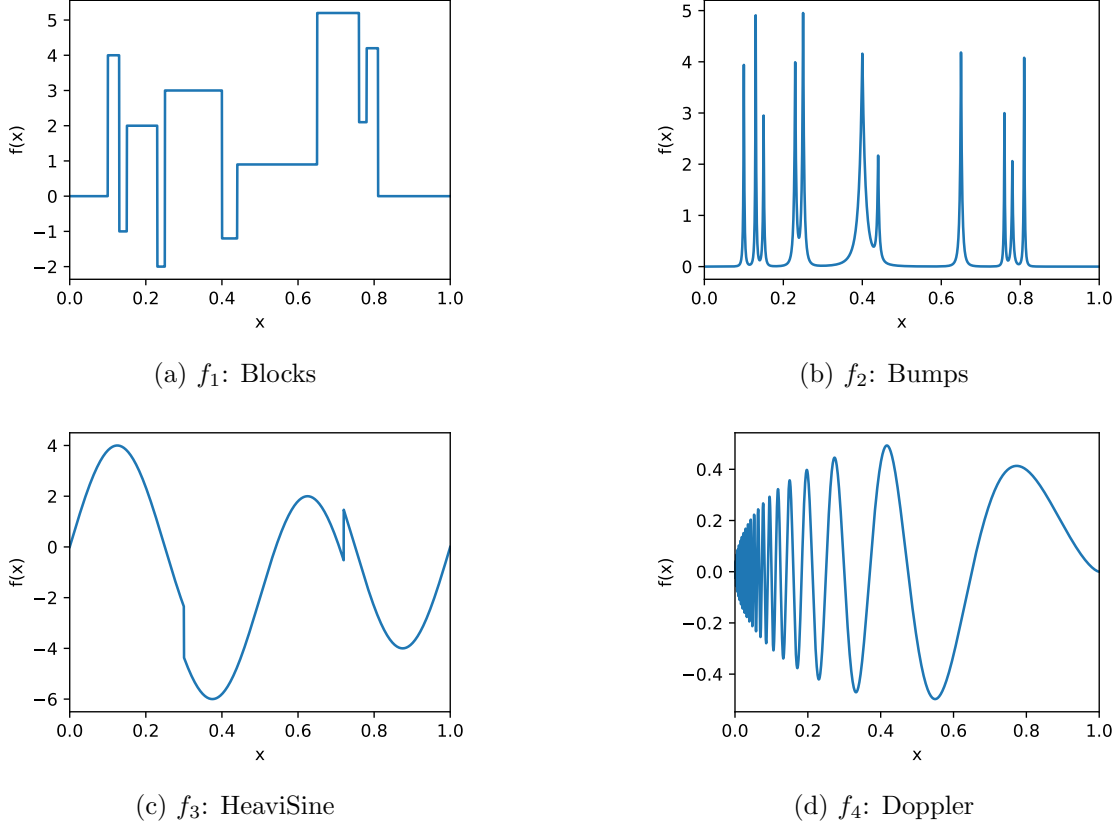 5
4
3
2
1
0
−1
−2
f(x)
0.0 0.2 0.4 0.6 0.8 1.0
x
(a) f₁: Blocks
5
4
3
2
1
0
f(x)
0.0 0.2 0.4 0.6 0.8 1.0
x
(b) f₂: Bumps
4
2
0
−2
−4
−6
f(x)
0.0 0.2 0.4 0.6 0.8 1.0
x
(c) f₃: HeaviSine
0.4
0.2
0.0
−0.2
−0.4
f(x)
0.0 0.2 0.4 0.6 0.8 1.0
x
(d) f₄: Doppler